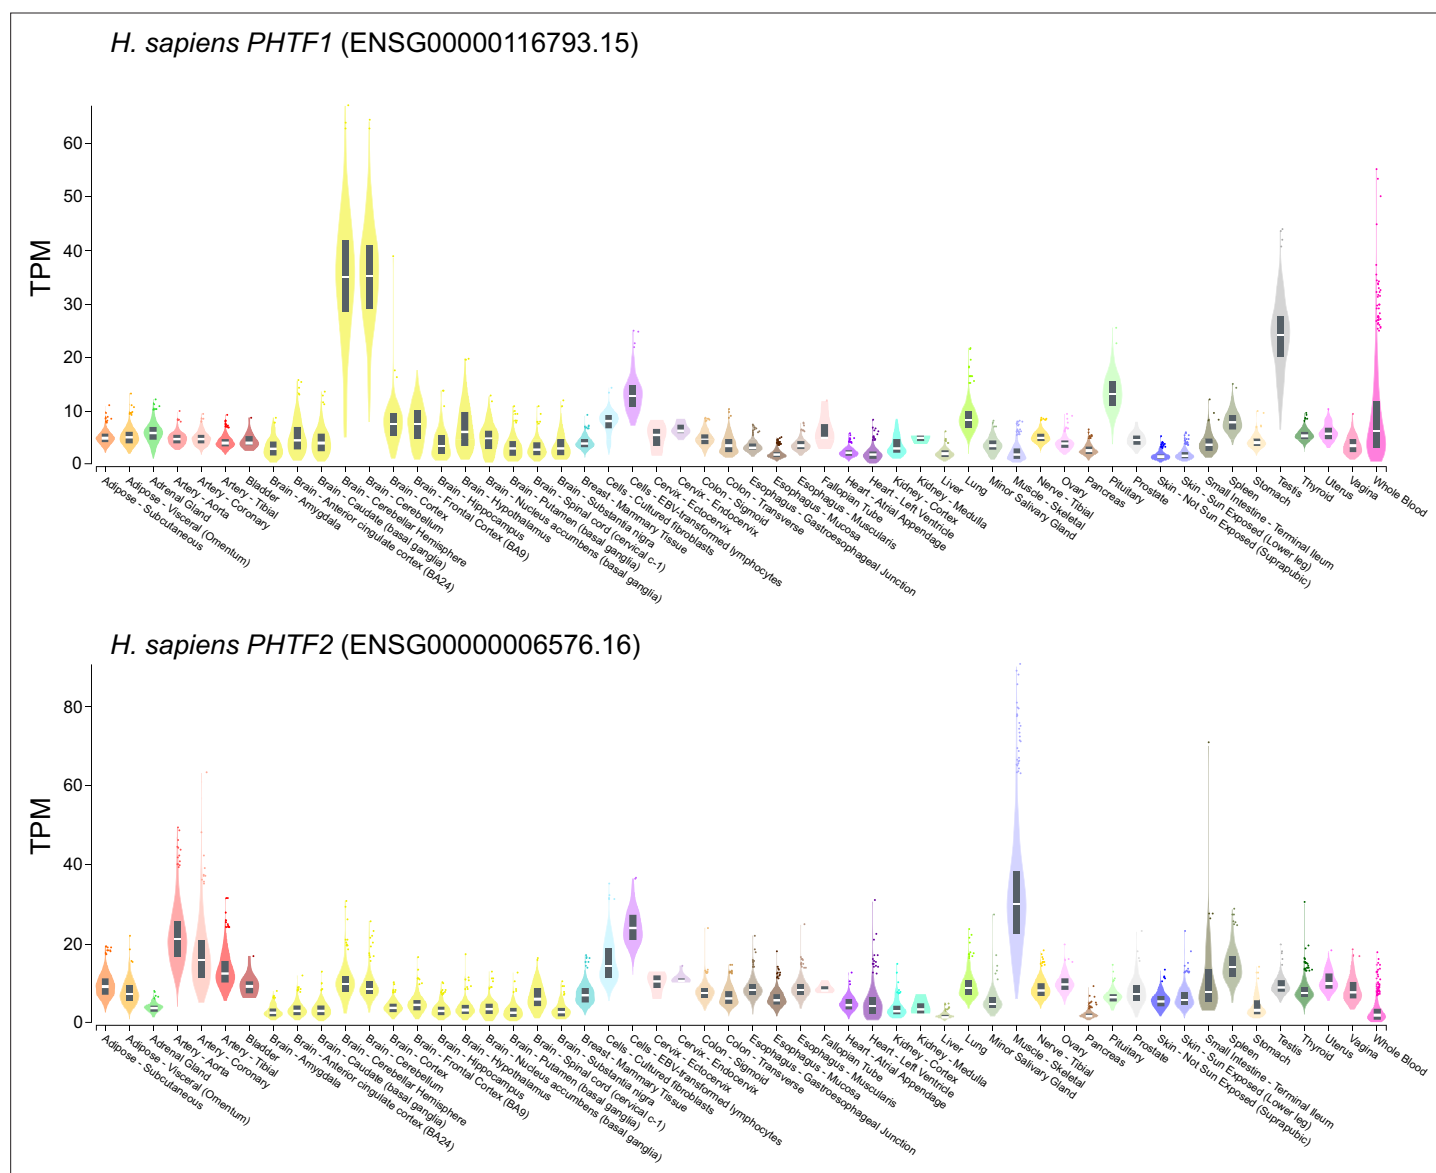 H. sapiens PHTF1 (ENSG00000116793.15)
TPM
60
50
40
30
20
10
0
Adipose - Subcutaneous
Adipose - Visceral (Omentum)
Adrenal Gland
Artery - Aorta
Artery - Coronary
Artery - Tibial
Bladder
Brain - Amygdala
Brain - Anterior cingulate cortex (BA24)
Brain - Caudate (basal ganglia)
Brain - Cerebellar Hemisphere
Brain - Cerebellum
Brain - Cortex
Brain - Frontal Cortex (BA9)
Brain - Hippocampus
Brain - Hypothalamus
Brain - Nucleus accumbens (basal ganglia)
Brain - Putamen (basal ganglia)
Brain - Spinal cord (cervical c-1)
Brain - Substantia nigra
Breast - Mammary Tissue
Cells - Cultured fibroblasts
Cells - EBV-transformed lymphocytes
Cervix - Ectocervix
Cervix - Endocervix
Colon - Sigmoid
Colon - Transverse
Esophagus - Gastroesophageal Junction
Esophagus - Mucosa
Esophagus - Muscularis
Fallopian Tube
Heart - Atrial Appendage
Heart - Left Ventricle
Kidney - Cortex
Kidney - Medulla
Liver
Lung
Minor Salivary Gland
Muscle - Skeletal
Nerve - Tibial
Ovary
Pancreas
Pituitary
Prostate
Skin - Not Sun Exposed (Suprapubic)
Skin - Sun Exposed (Lower leg)
Small Intestine - Terminal Ileum
Spleen
Stomach
Testis
Thyroid
Uterus
Vagina
Whole Blood
H. sapiens PHTF2 (ENSG00000006576.16)
TPM
80
60
40
20
0
Adipose - Subcutaneous
Adipose - Visceral (Omentum)
Adrenal Gland
Artery - Aorta
Artery - Coronary
Artery - Tibial
Bladder
Brain - Amygdala
Brain - Anterior cingulate cortex (BA24)
Brain - Caudate (basal ganglia)
Brain - Cerebellar Hemisphere
Brain - Cerebellum
Brain - Cortex
Brain - Frontal Cortex (BA9)
Brain - Hippocampus
Brain - Hypothalamus
Brain - Nucleus accumbens (basal ganglia)
Brain - Putamen (basal ganglia)
Brain - Spinal cord (cervical c-1)
Brain - Substantia nigra
Breast - Mammary Tissue
Cells - Cultured fibroblasts
Cells - EBV-transformed lymphocytes
Cervix - Ectocervix
Cervix - Endocervix
Colon - Sigmoid
Colon - Transverse
Esophagus - Gastroesophageal Junction
Esophagus - Mucosa
Esophagus - Muscularis
Fallopian Tube
Heart - Atrial Appendage
Heart - Left Ventricle
Kidney - Cortex
Kidney - Medulla
Liver
Lung
Minor Salivary Gland
Muscle - Skeletal
Nerve - Tibial
Ovary
Pancreas
Pituitary
Prostate
Skin - Not Sun Exposed (Suprapubic)
Skin - Sun Exposed (Lower leg)
Small Intestine - Terminal Ileum
Spleen
Stomach
Testis
Thyroid
Uterus
Vagina
Whole Blood